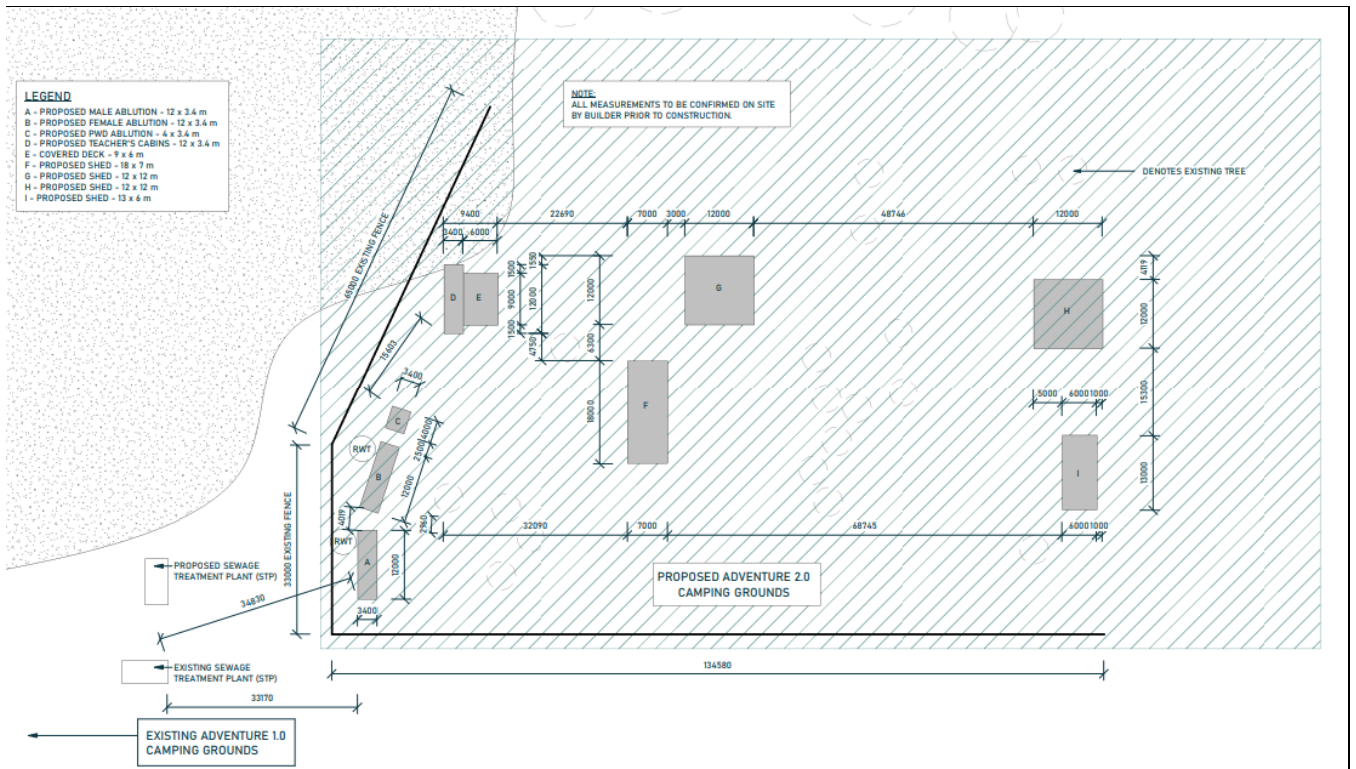 LEGEND
A - PROPOSED MALE ABLUTION - 12 x 3.4 m
B - PROPOSED FEMALE ABLUTION - 12 x 3.4 m
C - PROPOSED PWD ABLUTION - 4 x 3.4 m
D - PROPOSED TEACHER'S CABINS - 12 x 3.4 m
E - COVERED DECK - 9 x 6 m
F - PROPOSED SHED - 18 x 7 m
G - PROPOSED SHED - 12 x 12 m
H - PROPOSED SHED - 12 x 12 m
I - PROPOSED SHED - 13 x 6 m
NOTE:
ALL MEASUREMENTS TO BE CONFIRMED ON SITE
BY BUILDER PRIOR TO CONSTRUCTION.
DENOTES EXISTING TREE
9400
22690
7000
3000
12000
48746
12000
3400
6000
65000 EXISTING FENCE
1500
9000
1500
12000
1550
4750
12000
6300
18000
4119
12000
15300
13000
D
E
G
H
15603
3400
5000
6000
1000
C
F
RWT
4000
2500
12000
B
I
4019
2960
32090
7000
68745
6000
1000
RWT
A
12000
33000 EXISTING FENCE
PROPOSED SEWAGE
TREATMENT PLANT (STP)
34830
3400
PROPOSED ADVENTURE 2.0
CAMPING GROUNDS
EXISTING SEWAGE
TREATMENT PLANT (STP)
134580
33170
EXISTING ADVENTURE 1.0
CAMPING GROUNDS